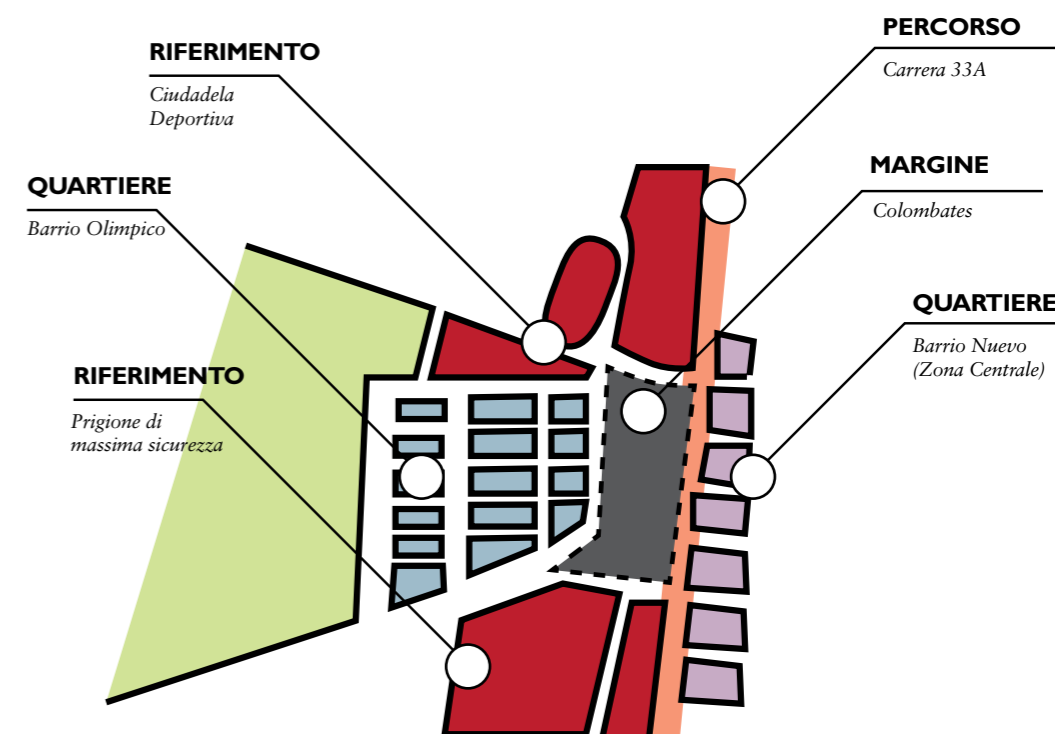 PERCORSO
Carrera 33A
RIFERIMENTO
Ciudadela
Deportiva
MARGINE
Colombates
QUARTIERE
Barrio Olimpico
QUARTIERE
Barrio Nuevo
(Zona Centrale)
RIFERIMENTO
Prigione di
massima sicurezza